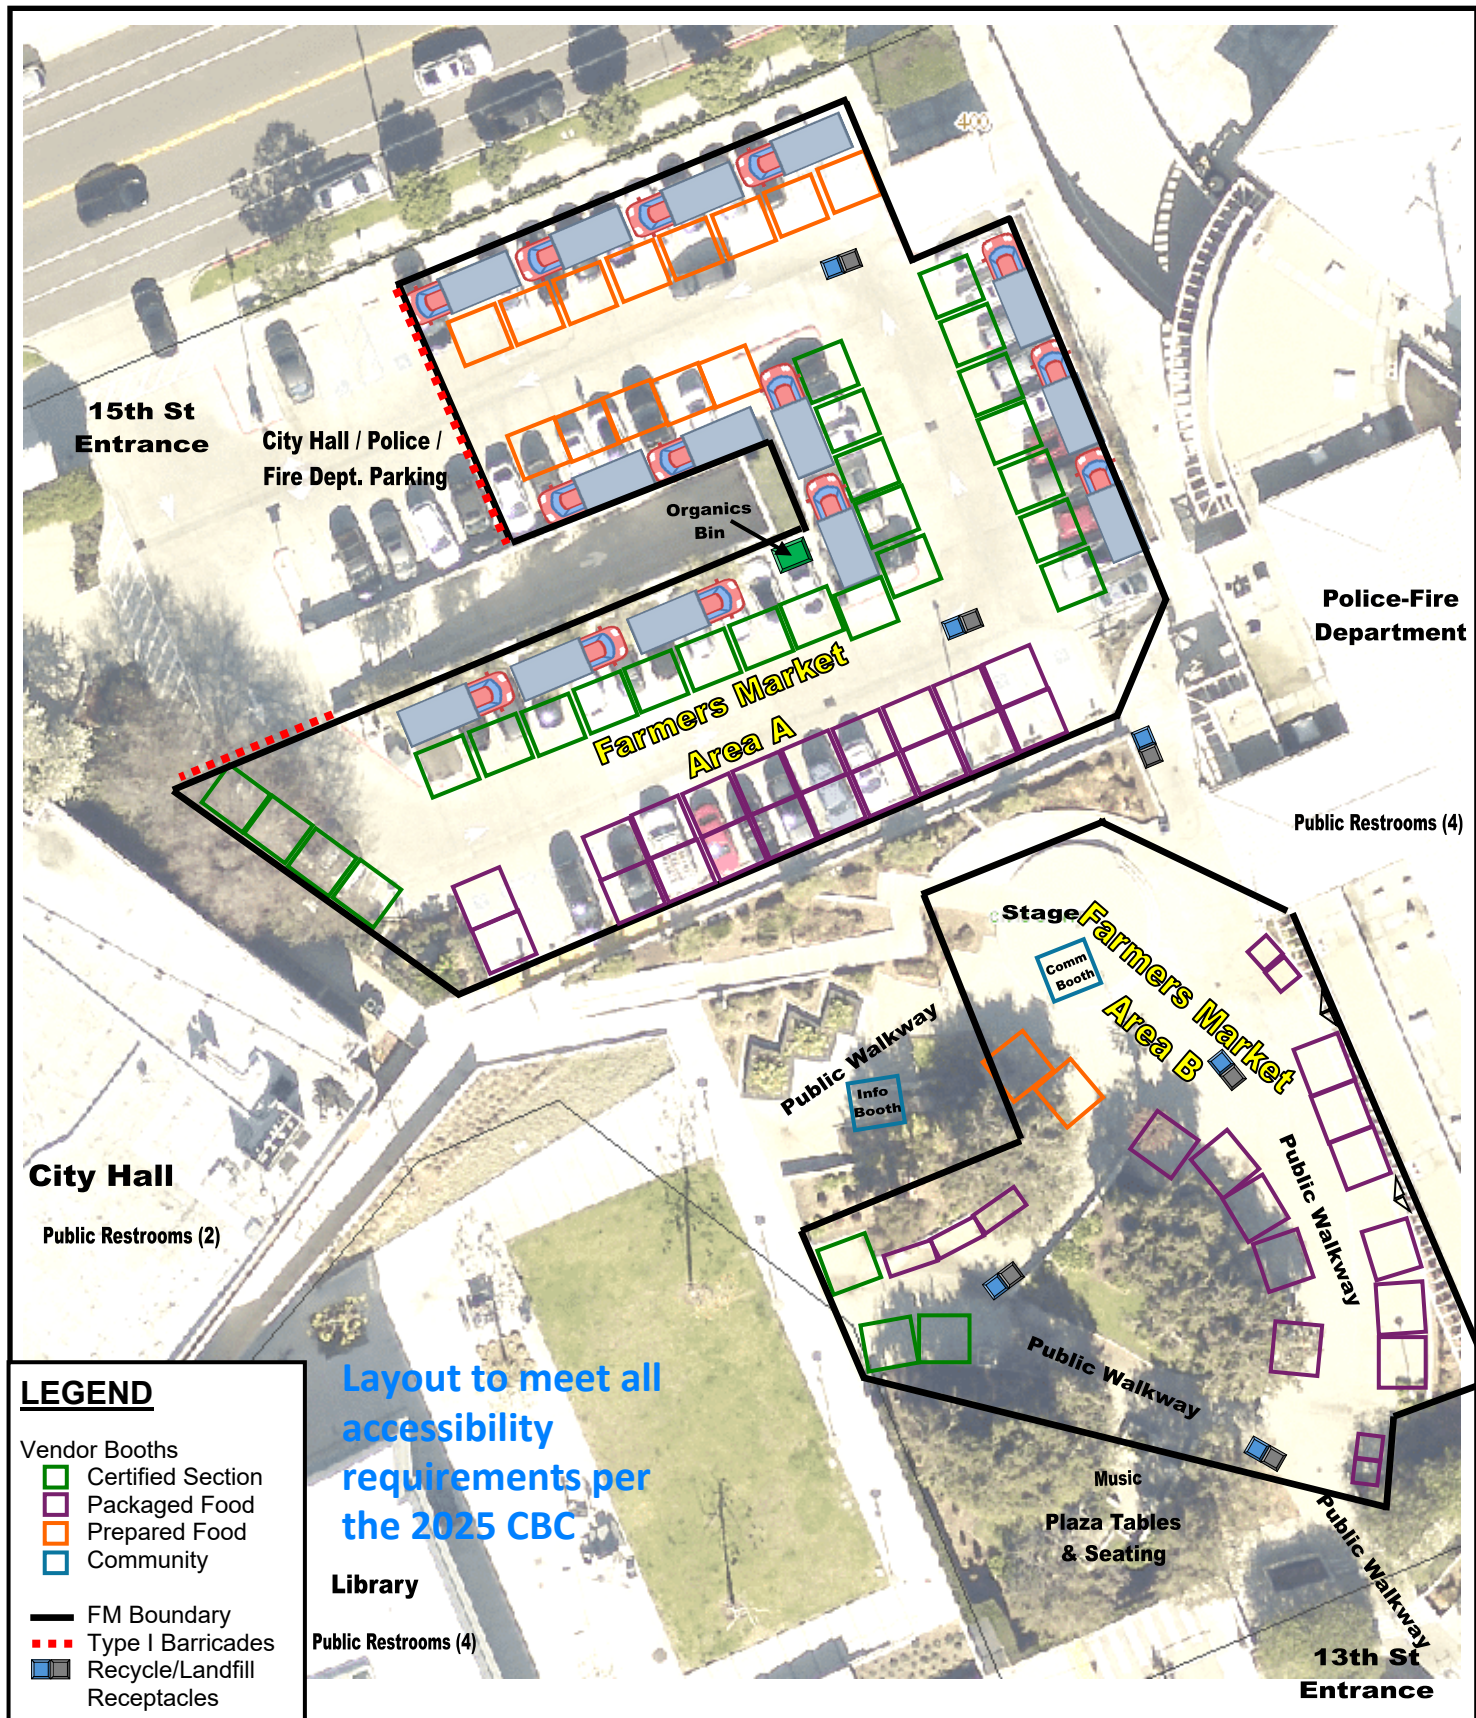 400
15th St
Entrance
City Hall / Police /
Fire Dept. Parking
Organics
Bin
Police-Fire
Department
Farmers Market
Area A
Public Restrooms (4)
Stage
Farmers Market
Area B
Comm
Booth
Public Walkway
Info
Booth
City Hall
Public Restrooms (2)
Public Walkway
Public Walkway
LEGEND
Vendor Booths
Certified Section
Packaged Food
Prepared Food
Community
FM Boundary
Type I Barricades
Recycle/Landfill
Receptacles
Layout to meet all
accessibility
requirements per
the 2025 CBC
Library
Public Restrooms (4)
Music
Plaza Tables
& Seating
Public Walkway
13th St
Entrance